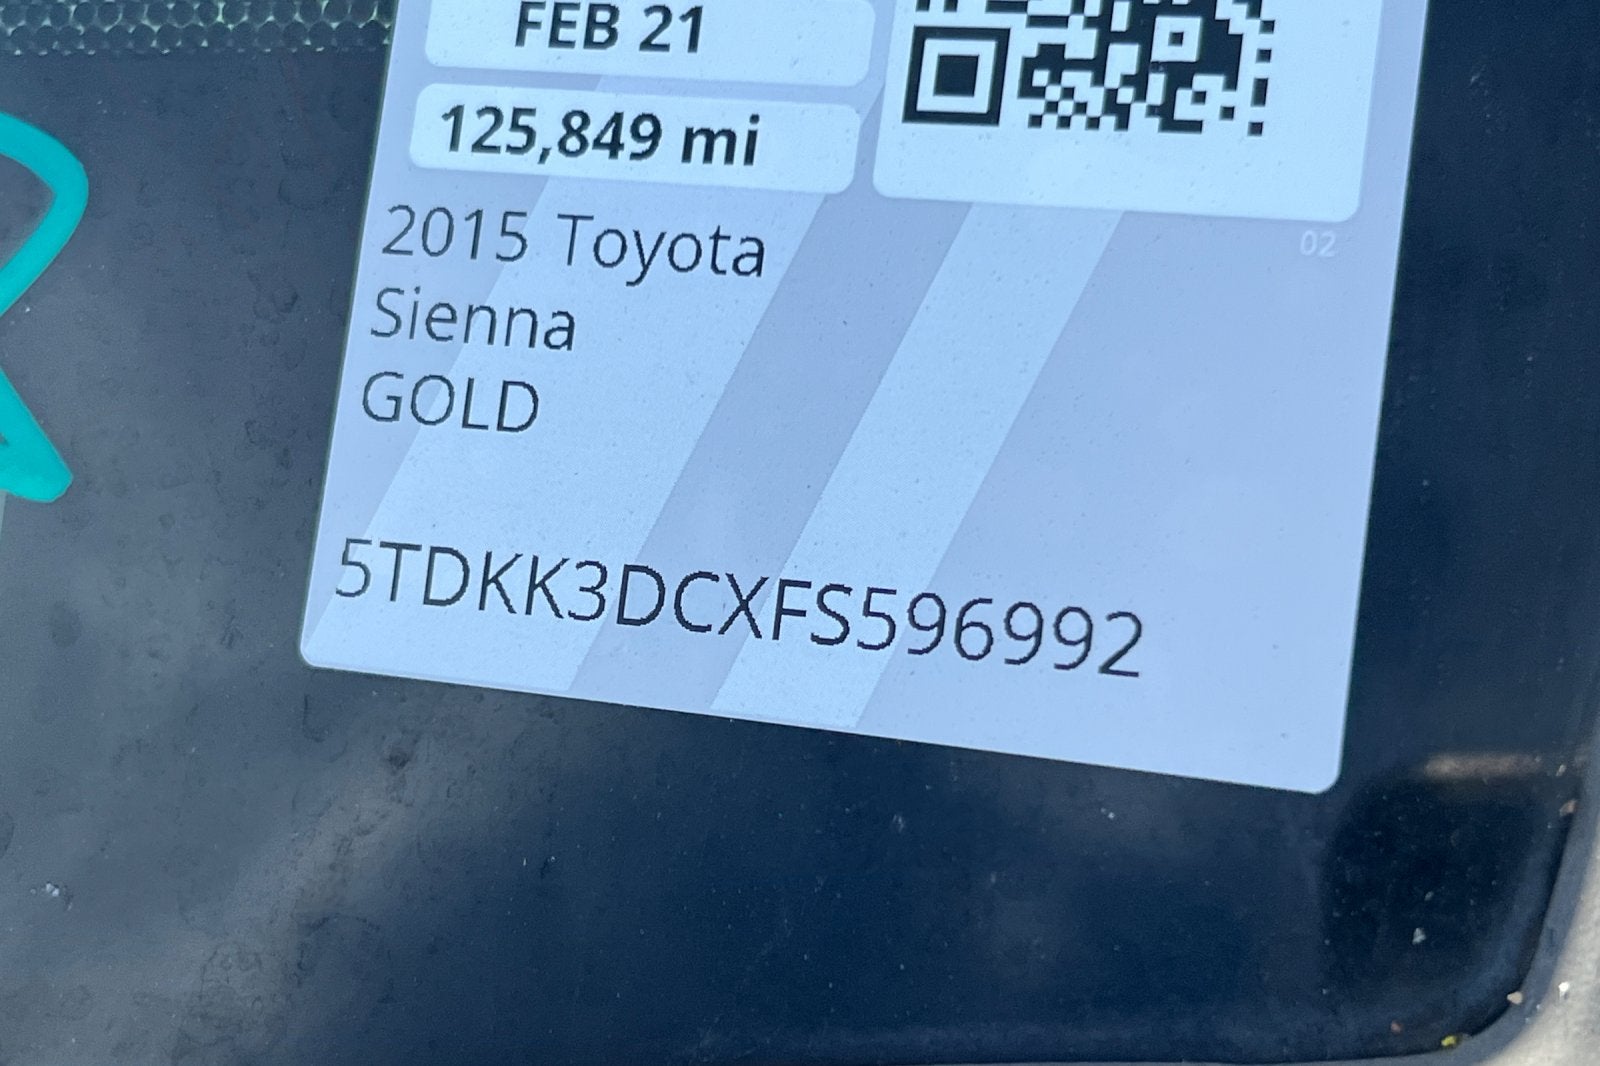 FEB 21
125,849 mi
02
2015 Toyota
Sienna
GOLD
5TDKK3DCXFS596992